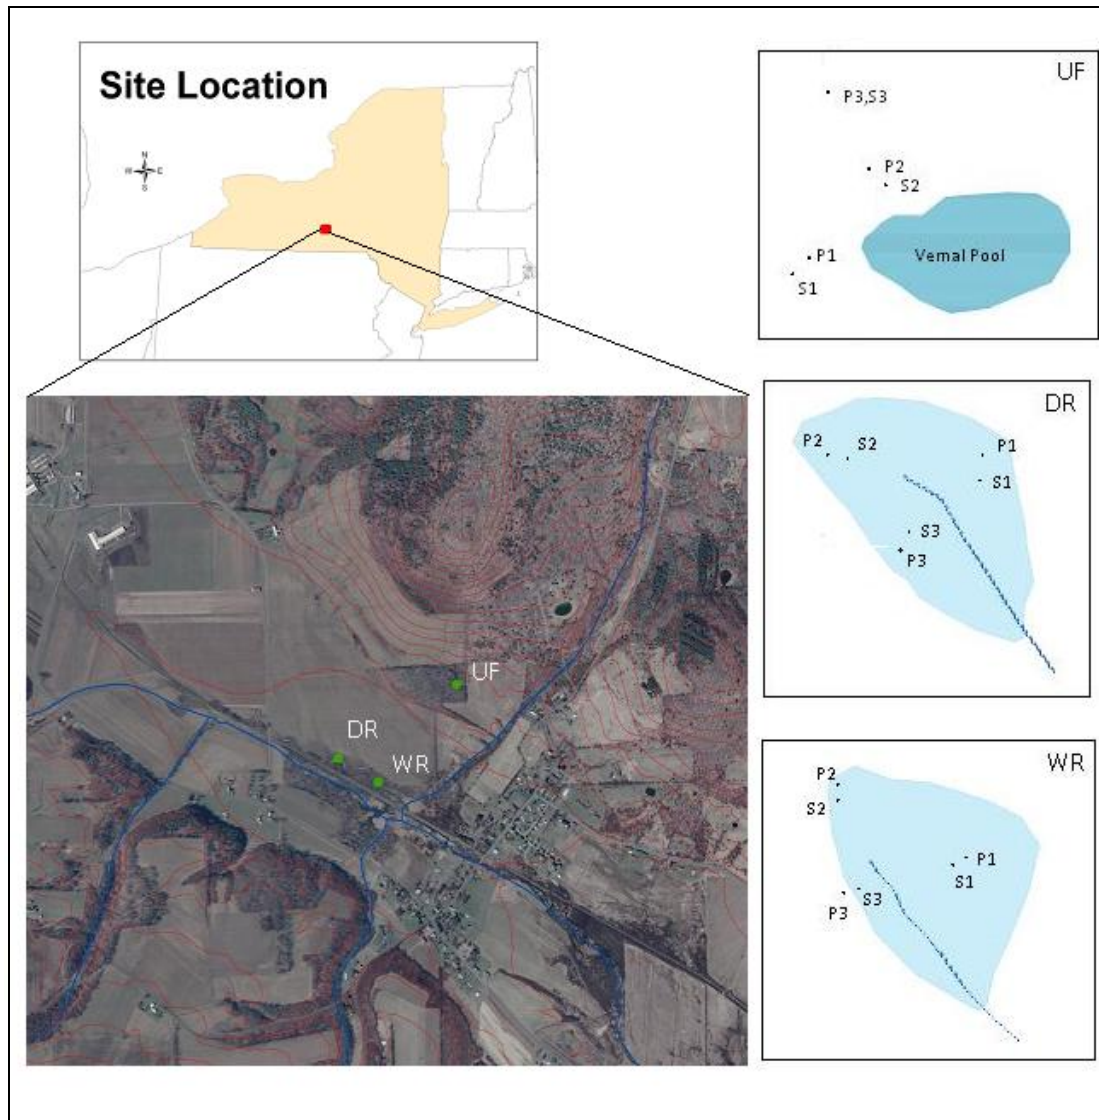 Site Location
N
W E
S
UF
P3,S3
P2
S2
P1
S1
Vernal Pool
DR
P2
S2
P1
S1
S3
P3
WR
P2
S2
P1
S1
S3
P3
UF
DR
WR